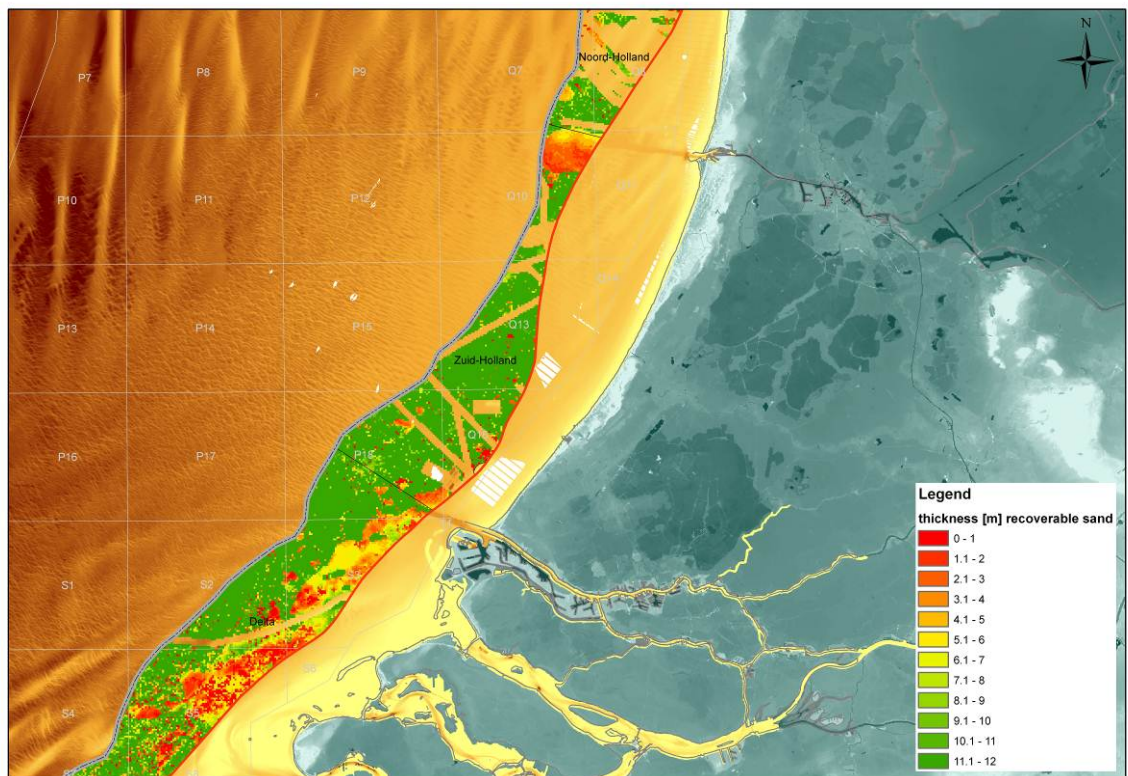 N
Noord-Holland
P7
P8
P9
Q7
P10
P11
P12
Q10
P13
P14
P15
Q13
Zuid-Holland
P16
P17
P18
Q16
S1
S2
Delta
S4
Legend
thickness [m] recoverable sand
0 - 1
1.1 - 2
2.1 - 3
3.1 - 4
4.1 - 5
5.1 - 6
6.1 - 7
7.1 - 8
8.1 - 9
9.1 - 10
10.1 - 11
11.1 - 12